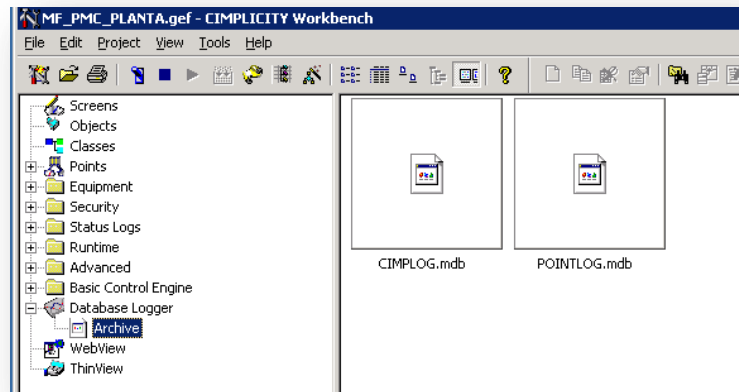 MF_PMC_PLANTA.gef - CIMPLICITY Workbench
File Edit Project View Tools Help
Screens
Objects
Classes
Points
Equipment
Security
Status Logs
Runtime
Advanced
Basic Control Engine
Database Logger
Archive
WebView
ThinView
CIMPLOG.mdb
POINTLOG.mdb